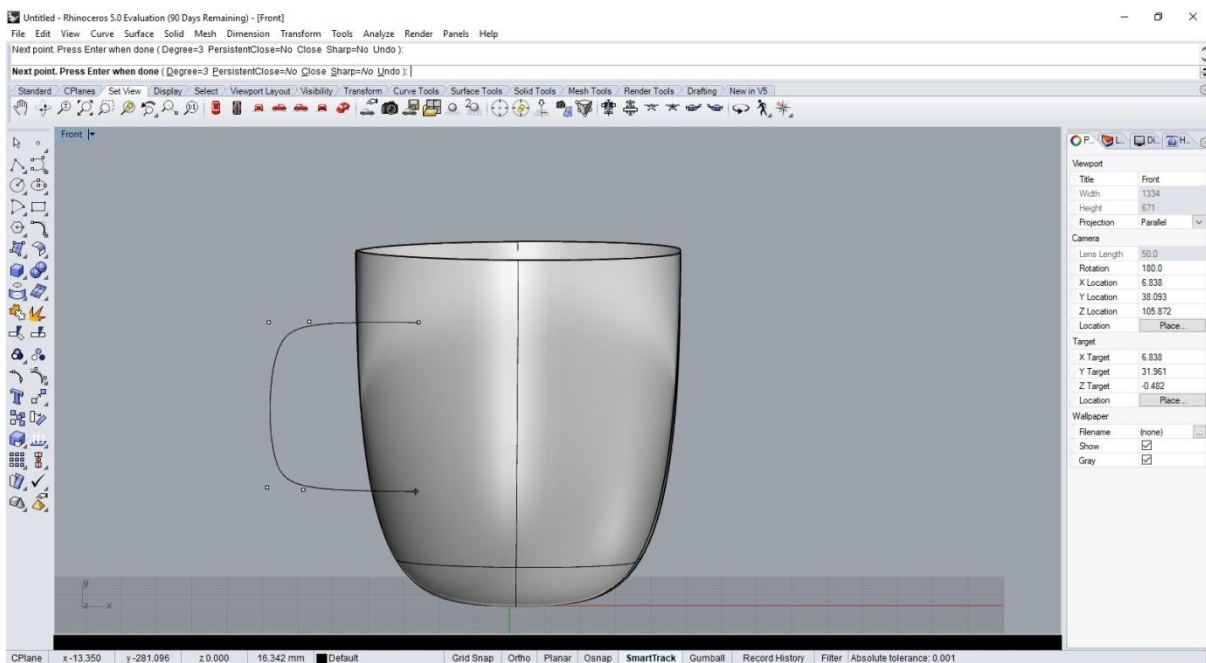 Untitled - Rhinoceros 5.0 Evaluation (90 Days Remaining) - [Front]
File Edit View Curve Surface Solid Mesh Dimension Transform Tools Analyze Render Panels Help
Next point. Press Enter when done ( Degree=3 PersistentClose=No Close Sharp=No Undo ):
Next point. Press Enter when done ( Degree=3 PersistentClose=No Close Sharp=No Undo ):
Standard CPlanes Set View Display Select Viewport Layout Visibility Transform Curve Tools Surface Tools Solid Tools Mesh Tools Render Tools Drafting New in V5
Front
P... L... Di... H...
Viewport
Title Front
Width 1334
Height 671
Projection Parallel
Camera
Lens Length 50.0
Rotation 180.0
X Location 6.838
Y Location 38.093
Z Location 105.872
Location Place...
Target
X Target 6.838
Y Target 31.961
Z Target -0.482
Location Place...
Wallpaper
Filename (none) ...
Show
Gray
y
z x
CPlane x -13.350 y -281.096 z 0.000 16.342 mm Default Grid Snap Ortho Planar Osnap SmartTrack Gumball Record History Filter Absolute tolerance: 0.001